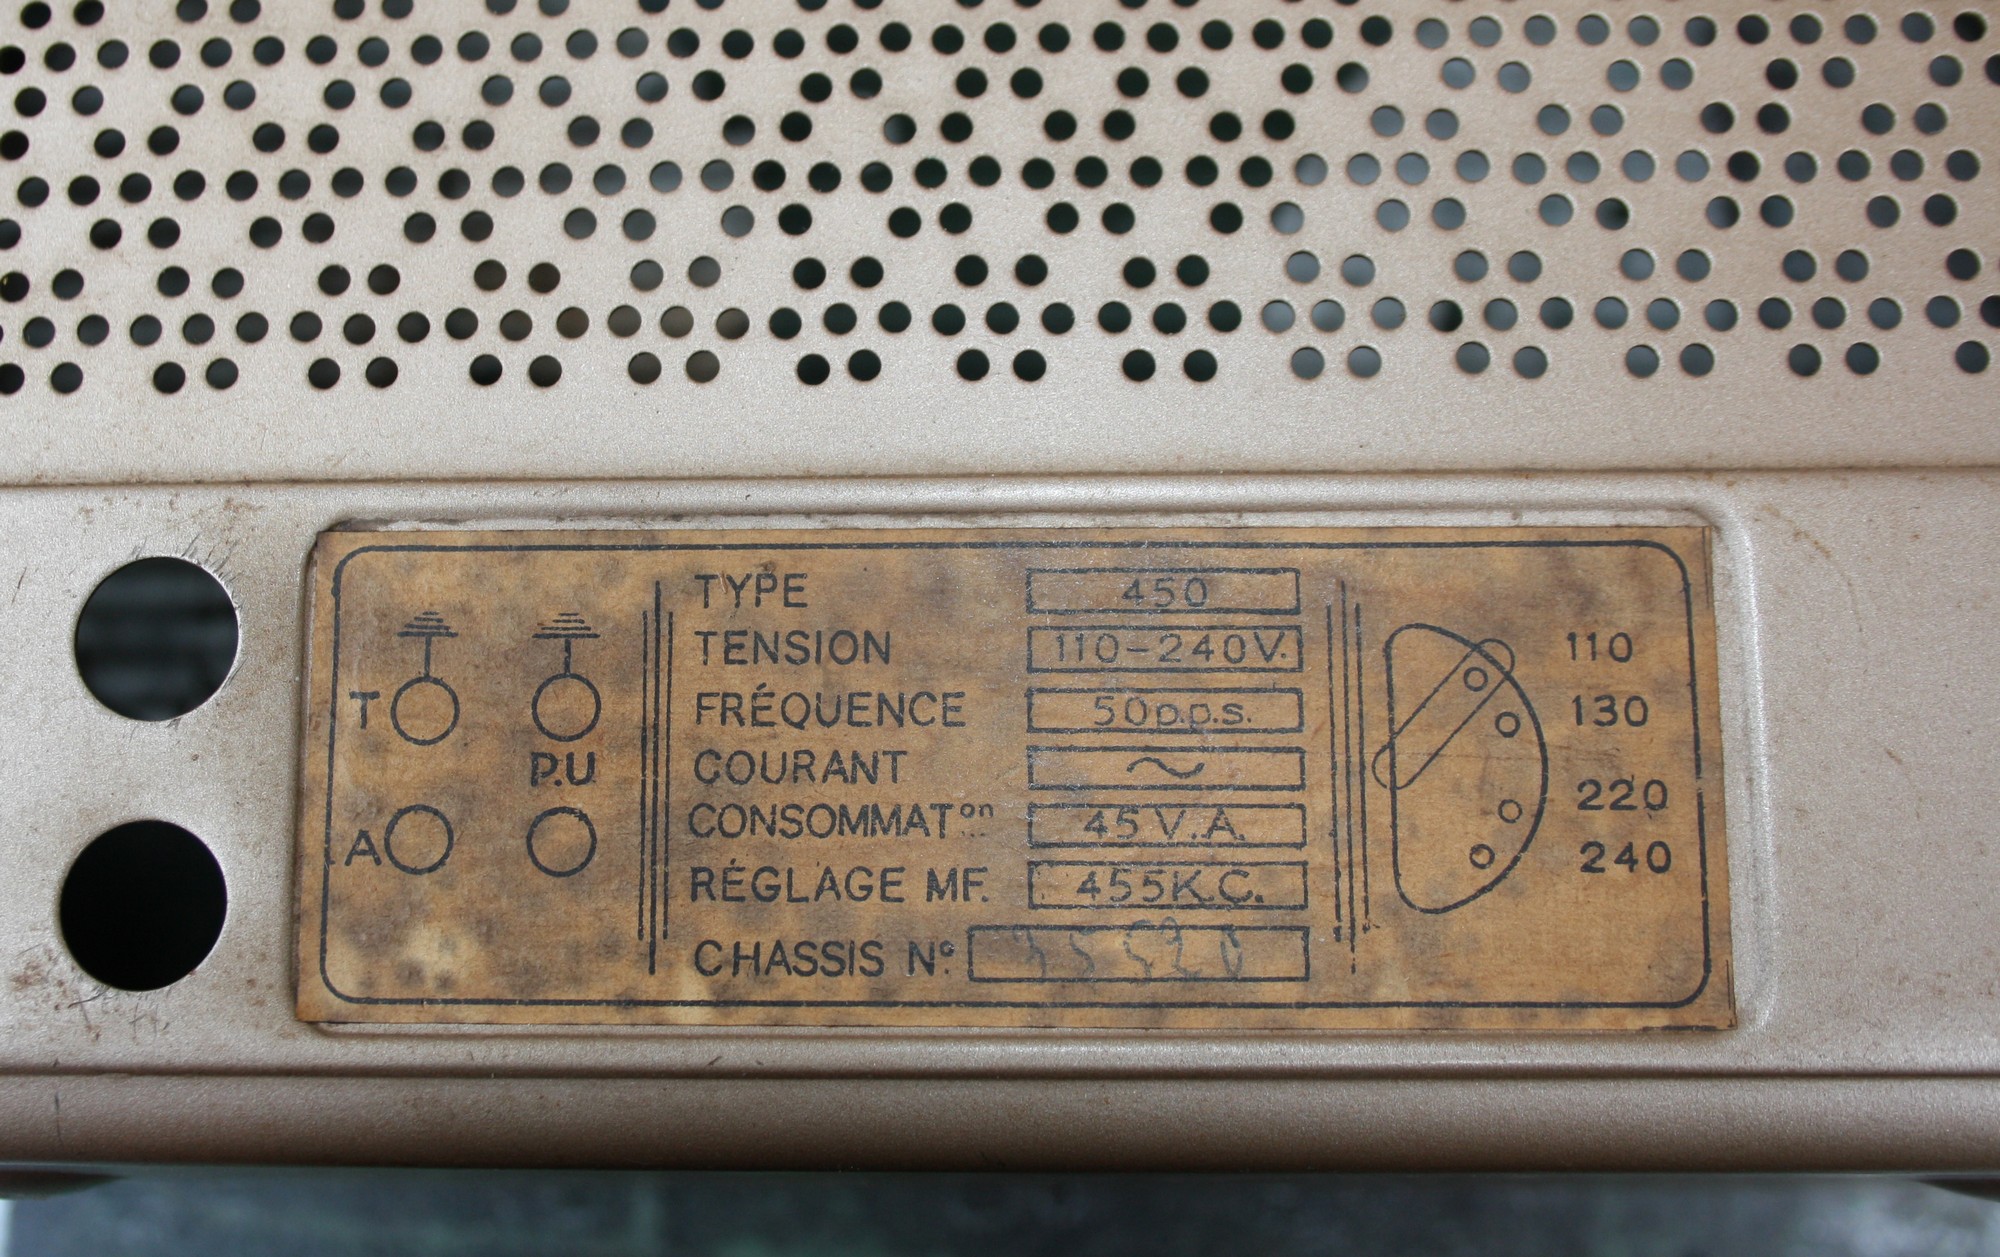 T
P.U
A
TYPE 450
TENSION 110-240V.
FRÉQUENCE 50p.p.s.
COURANT ~
CONSOMMATon 45 V.A.
RÉGLAGE MF. 455K.C.
CHASSIS No.
110
130
220
240